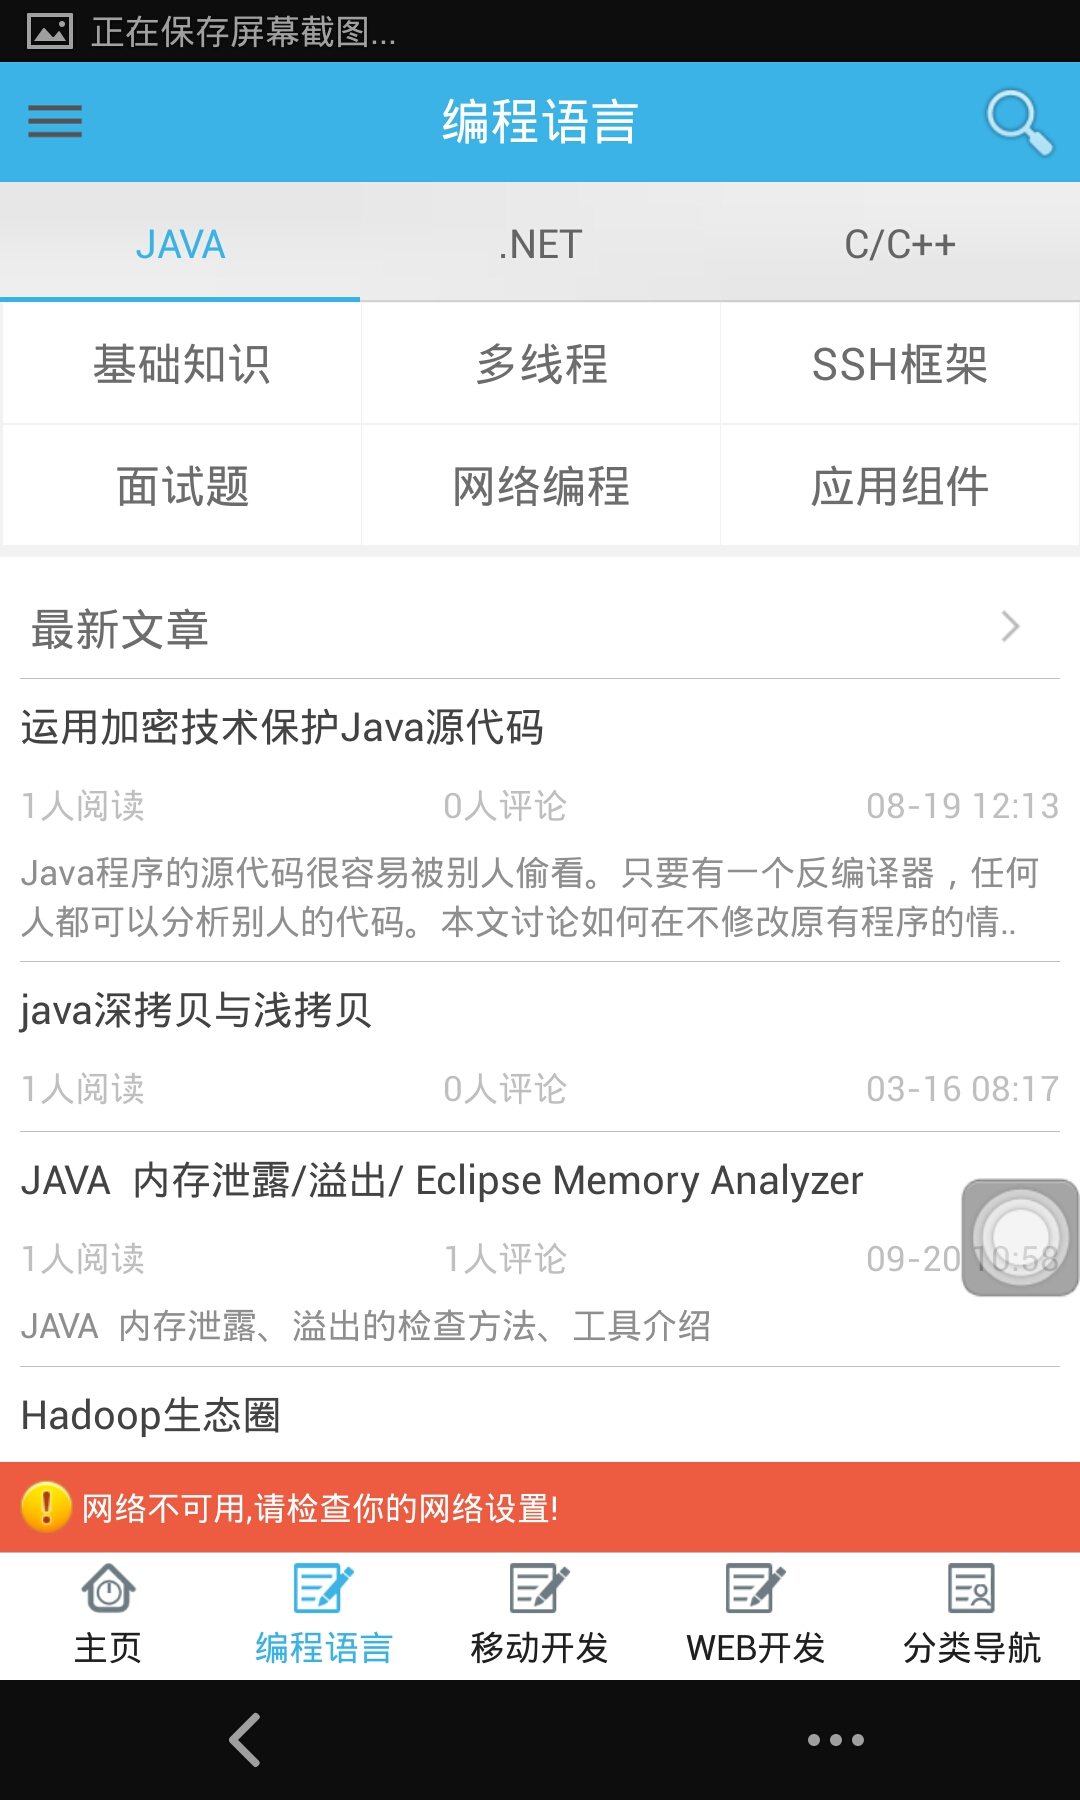 正在保存屏幕截图...
编程语言
JAVA
.NET
C/C++
基础知识
多线程
SSH框架
面试题
网络编程
应用组件
最新文章
运用加密技术保护Java源代码
1人阅读
0人评论
08-19 12:13
Java程序的源代码很容易被别人偷看。只要有一个反编译器，任何
人都可以分析别人的代码。本文讨论如何在不修改原有程序的情..
java深拷贝与浅拷贝
1人阅读
0人评论
03-16 08:17
JAVA  内存泄露/溢出/ Eclipse Memory Analyzer
1人阅读
1人评论
09-20 10:58
JAVA  内存泄露、溢出的检查方法、工具介绍
Hadoop生态圈
网络不可用,请检查你的网络设置!
主页
编程语言
移动开发
WEB开发
分类导航